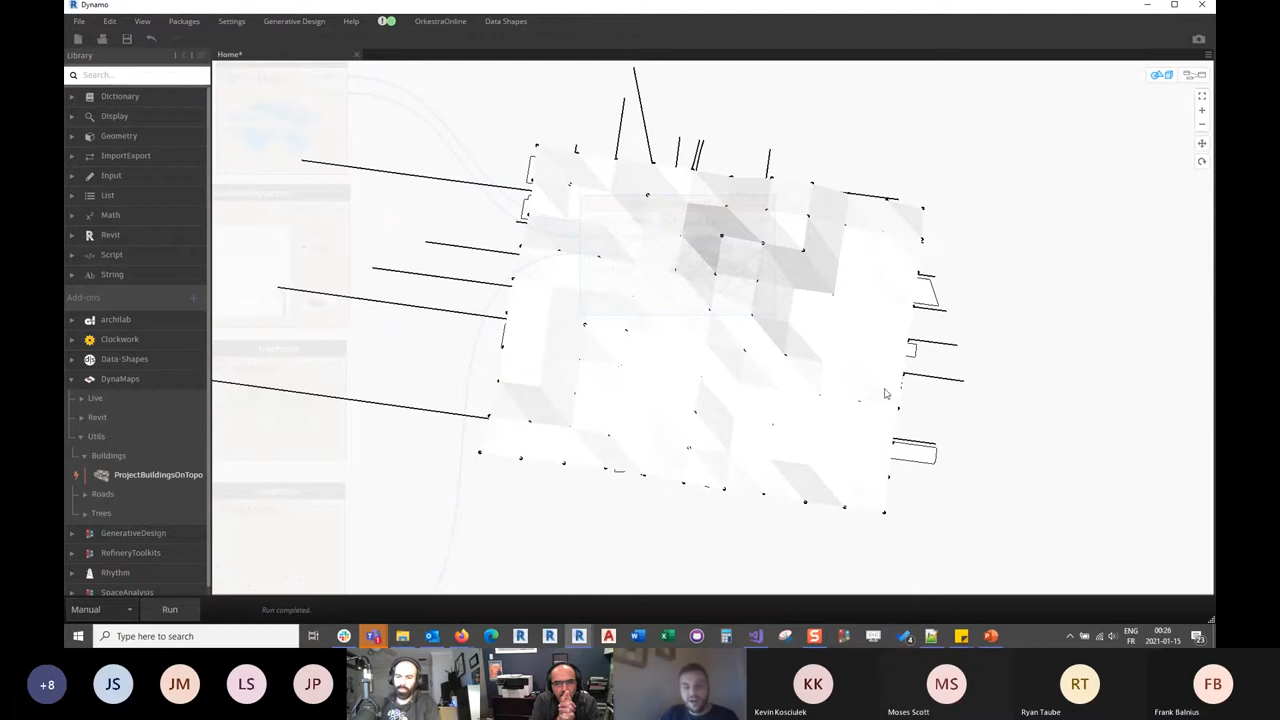 Dynamo
File Edit View Packages Settings Generative Design Help OrkestraOnline Data Shapes
Library
Home*
Search...
Dictionary
Display
Geometry
ImportExport
Input
List
Math
Revit
Script
String
Add-ons
archilab
Clockwork
Data-Shapes
DynaMaps
Live
Revit
Utils
Buildings
ProjectBuildingsOnTopo
Roads
Trees
GenerativeDesign
RefineryToolkits
Rhythm
SpaceAnalysis
Manual Run Run completed.
Type here to search
ENG
FR
00:26
2021-01-15
+8 JS JM LS JP KK MS RT FB
Kevin Kosciulek Moses Scott Ryan Taube Frank Balnius